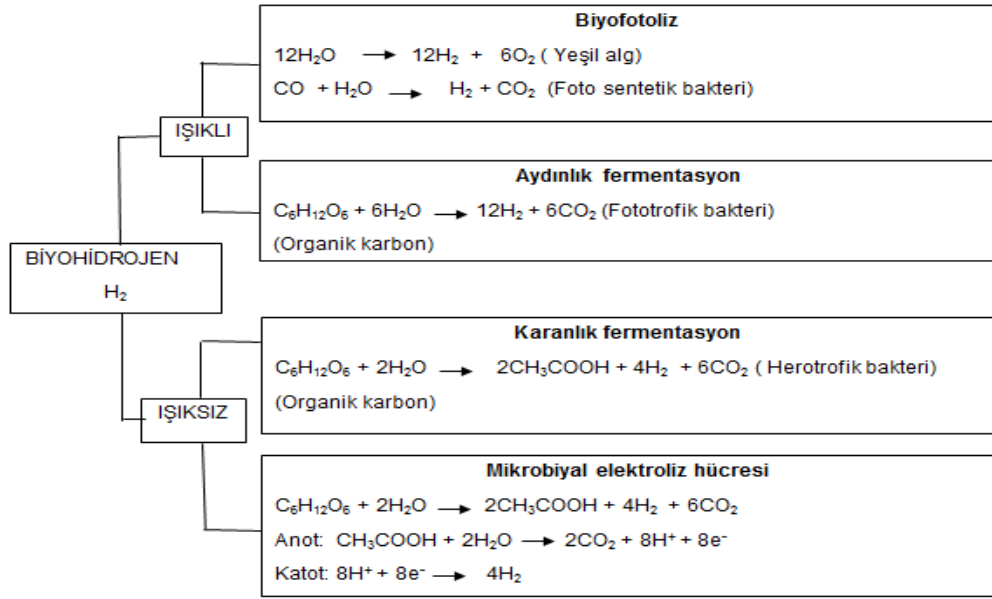 Biyofotoliz
12H₂O → 12H₂ + 6O₂ ( Yeşil alg)
CO + H₂O → H₂ + CO₂ (Foto sentetik bakteri)
IŞIKLI
Aydınlık fermentasyon
C₆H₁₂O₆ + 6H₂O → 12H₂ + 6CO₂ (Fototrofik bakteri)
(Organik karbon)
BİYOHİDROJEN
H₂
Karanlık fermentasyon
C₆H₁₂O₆ + 2H₂O → 2CH₃COOH + 4H₂ + 6CO₂ ( Herotrofik bakteri)
(Organik karbon)
IŞIKSIZ
Mikrobiyal elektroliz hücresi
C₆H₁₂O₆ + 2H₂O → 2CH₃COOH + 4H₂ + 6CO₂
Anot: CH₃COOH + 2H₂O → 2CO₂ + 8H⁺ + 8e⁻
Katot: 8H⁺ + 8e⁻ → 4H₂